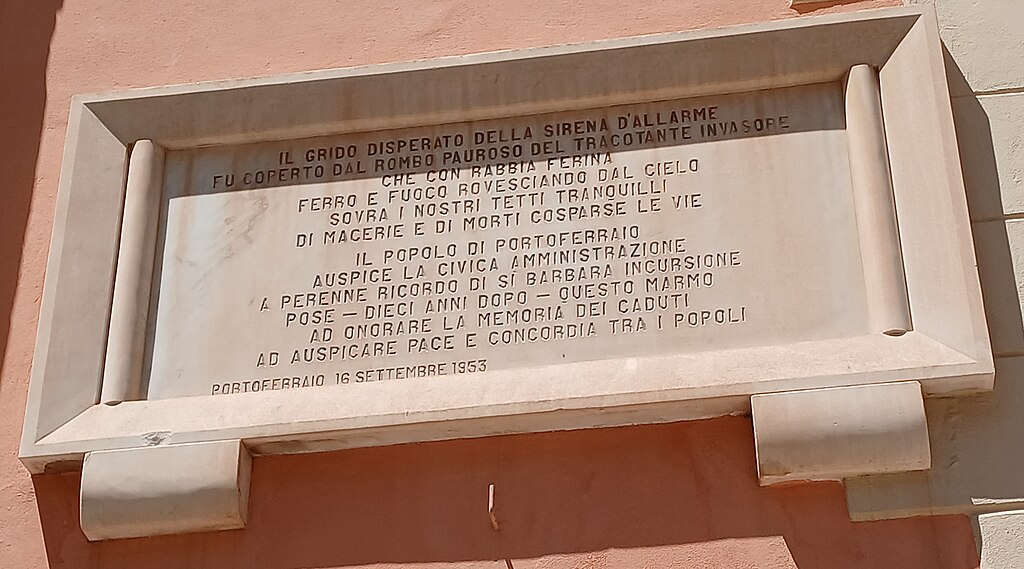 IL GRIDO DISPERATO DELLA SIRENA D'ALLARME
FU COPERTO DAL ROMBO PAUROSO DEL TRACOTANTE INVASORE
CHE CON RABBIA FERINA
FERRO E FUOCO ROVESCIANDO DAL CIELO
SOVRA I NOSTRI TETTI TRANQUILLI
DI MACERIE E DI MORTI COSPARSE LE VIE
IL POPOLO DI PORTOFERRAIO
AUSPICE LA CIVICA AMMINISTRAZIONE
A PERENNE RICORDO DI SÌ BARBARA INCURSIONE
POSE – DIECI ANNI DOPO – QUESTO MARMO
AD ONORARE LA MEMORIA DEI CADUTI
AD AUSPICARE PACE E CONCORDIA TRA I POPOLI
PORTOFERRAIO 16 SETTEMBRE 1953